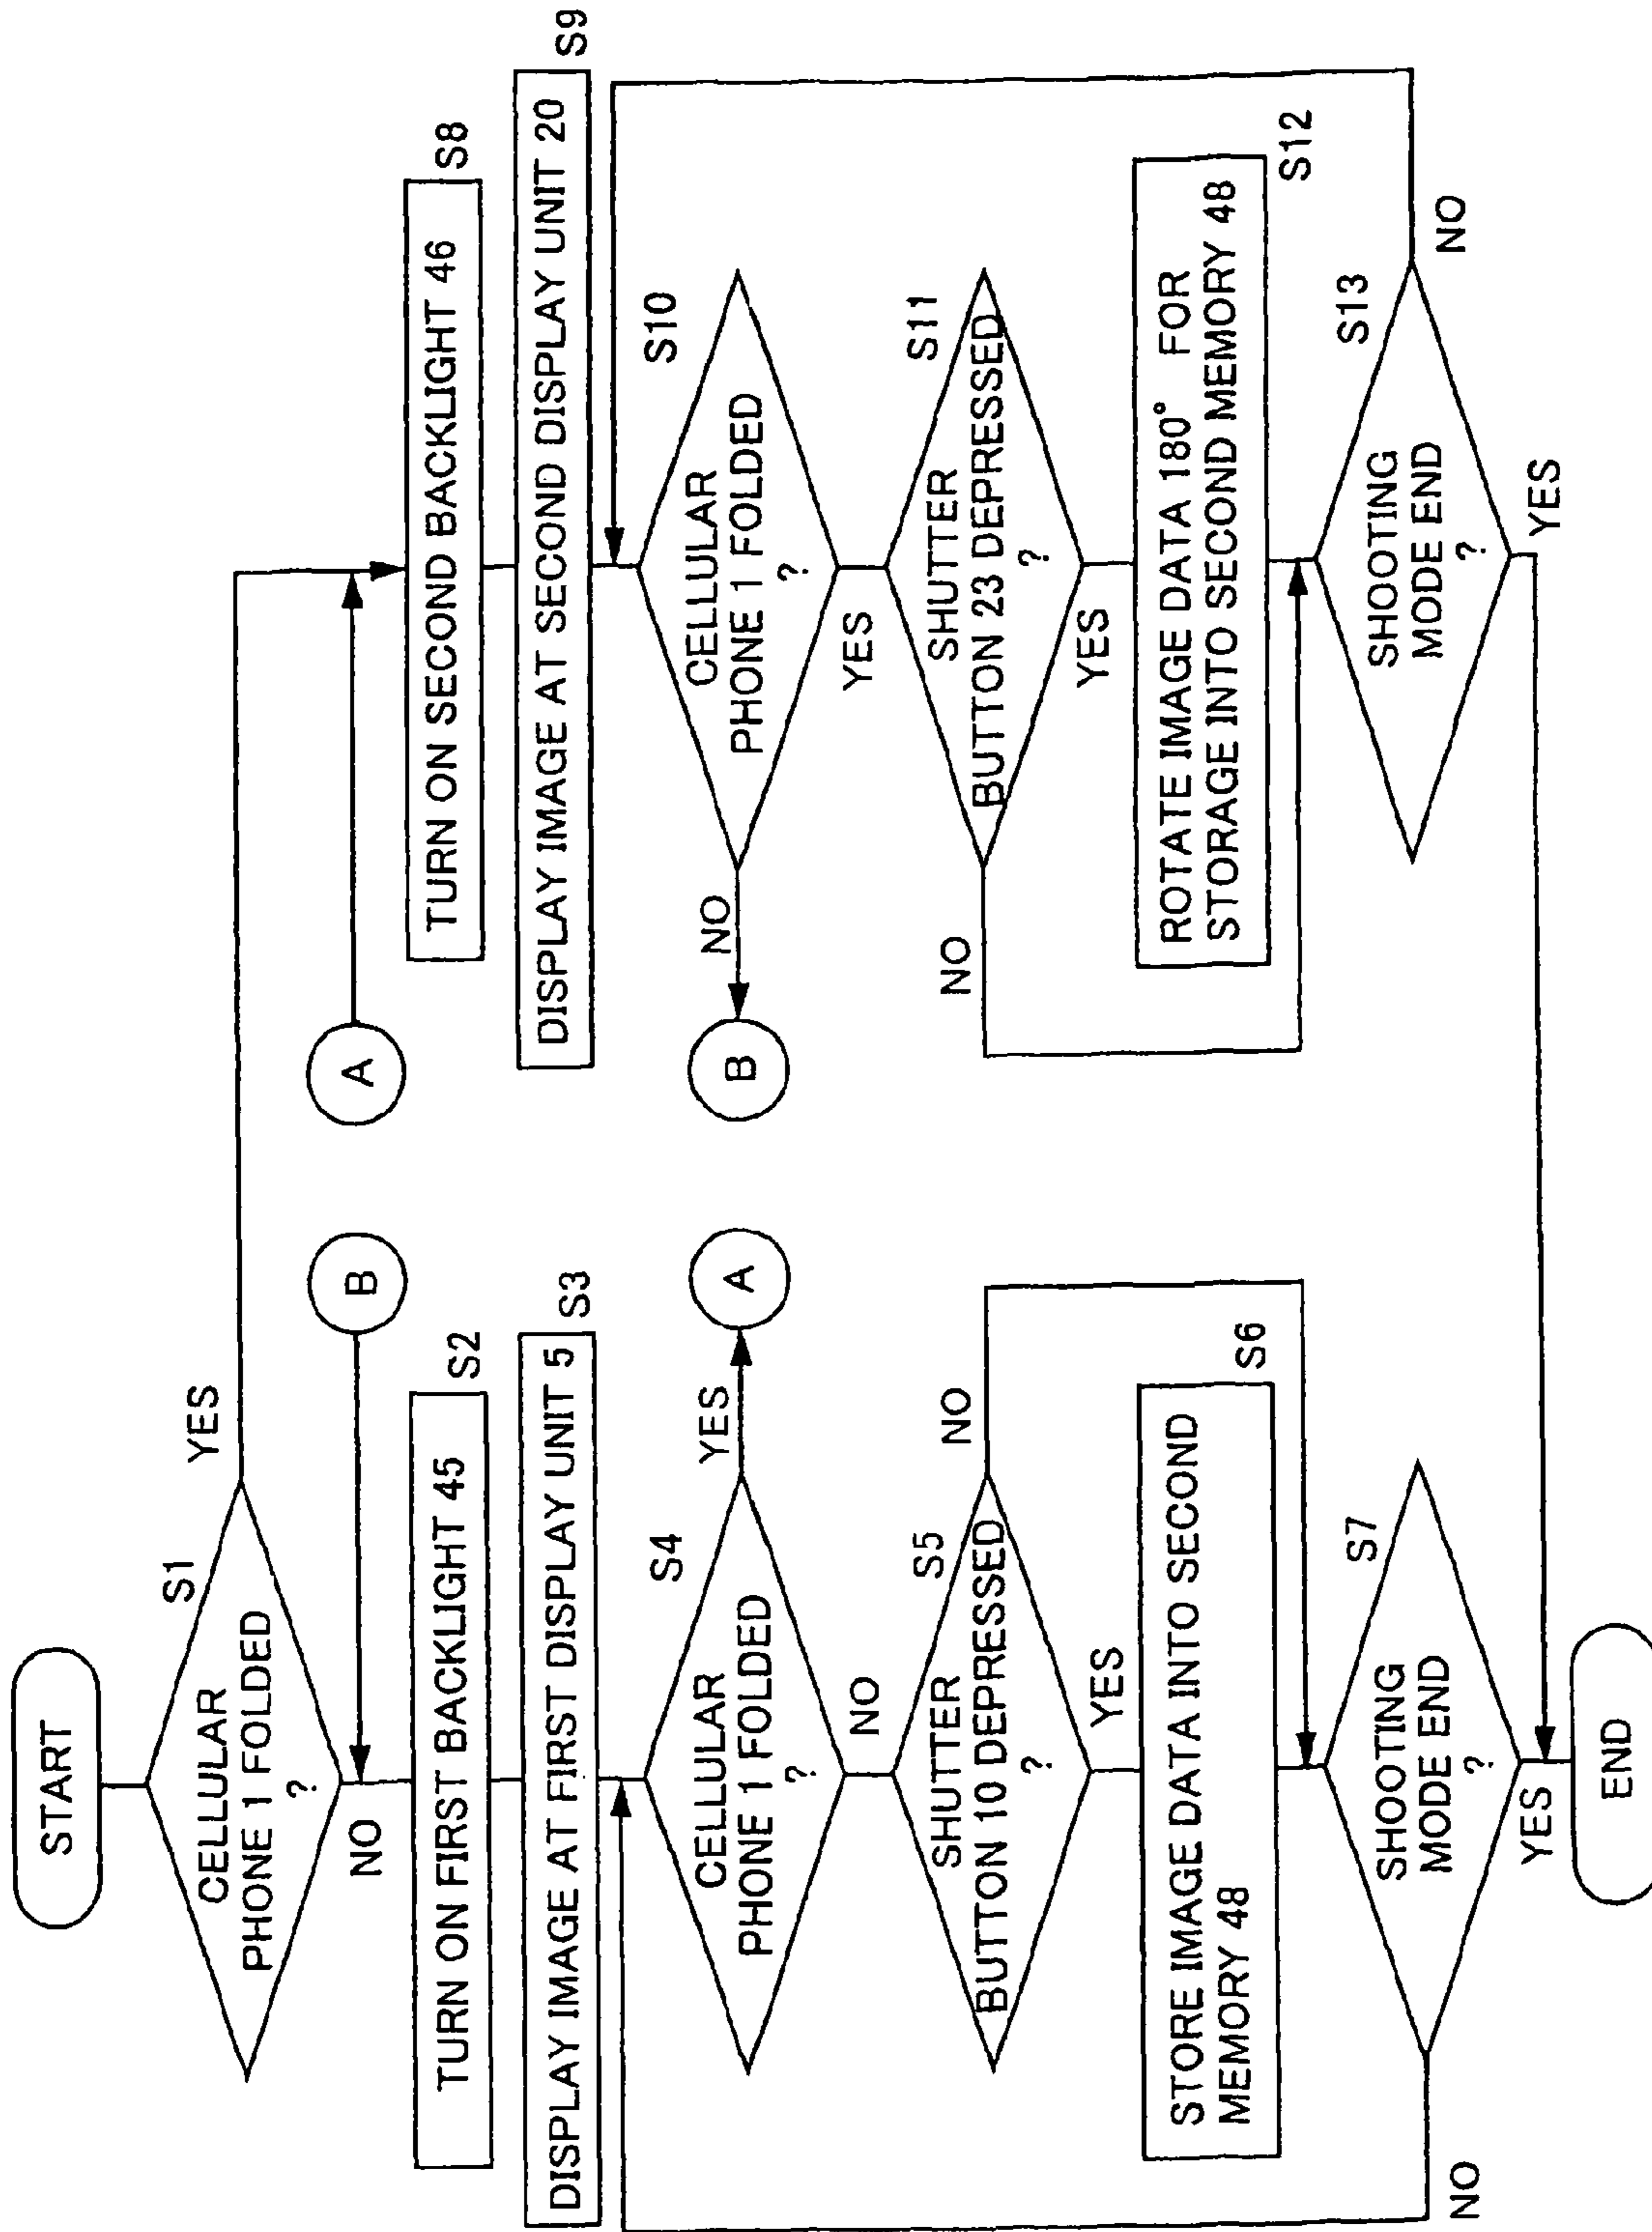 START
S1
CELLULAR
PHONE 1 FOLDED
?
YES
NO
B
TURN ON FIRST BACKLIGHT 45
S2
DISPLAY IMAGE AT FIRST DISPLAY UNIT 5
S3
S4
CELLULAR
PHONE 1 FOLDED
?
YES
A
NO
S5
SHUTTER
BUTTON 10 DEPRESSED
?
NO
YES
STORE IMAGE DATA INTO SECOND
MEMORY 48
S6
S7
SHOOTING
MODE END
?
NO
YES
END
A
TURN ON SECOND BACKLIGHT 46
S8
DISPLAY IMAGE AT SECOND DISPLAY UNIT 20
S9
S10
CELLULAR
PHONE 1 FOLDED
?
NO
B
YES
S11
SHUTTER
BUTTON 23 DEPRESSED
?
NO
YES
ROTATE IMAGE DATA 180° FOR
STORAGE INTO SECOND MEMORY 48
S12
S13
SHOOTING
MODE END
?
NO
YES